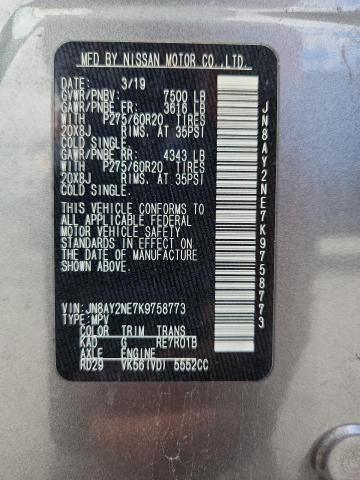 MFD BY NISSAN MOTOR CO.,LTD.
DATE: 3/19
GVWR/PNBV: 7500 LB
GAWR/PNBE FR: 3616 LB
WITH P275/60R20 TIRES
20X8J RIMS. AT 35PSI
COLD SINGLE.
GAWR/PNBE RR: 4343 LB
WITH P275/60R20 TIRES
20X8J RIMS. AT 35PSI
COLD SINGLE.
THIS VEHICLE CONFORMS TO
ALL APPLICABLE FEDERAL
MOTOR VEHICLE SAFETY
STANDARDS IN EFFECT ON
THE DATE OF MANUFACTURE
SHOWN ABOVE.
VIN: JN8AY2NE7K9758773
TYPE: MPV
COLOR TRIM TRANS
KAD G RE7R01B
AXLE ENGINE
RD29 VK56(VD) 5552CC
JN8AY2NE7K9758773